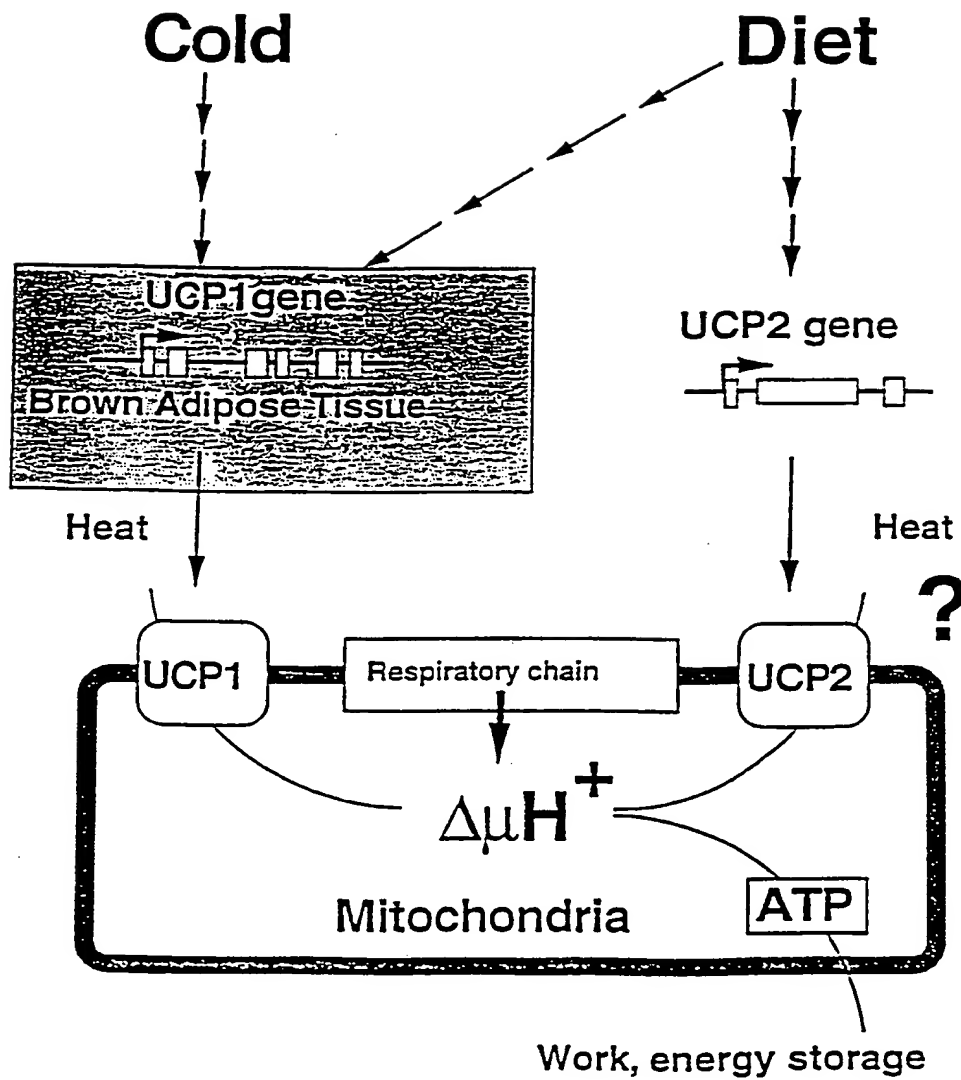 Cold
Diet
UCP1gene
UCP2 gene
Brown Adipose Tissue
Heat
Heat
?
UCP1
Respiratory chain
UCP2
ΔμH+
Mitochondria
ATP
Work, energy storage